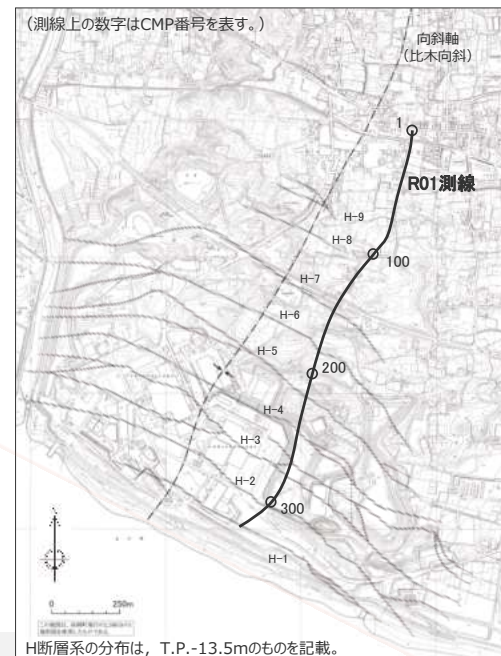 （測線上の数字はCMP番号を表す。）
向斜軸
（比木向斜）
1
R01測線
H-9
H-8
100
H-7
H-6
H-5
200
H-4
H-3
H-2
300
H-1
0 250m
H断層系の分布は，T.P.-13.5mのものを記載。